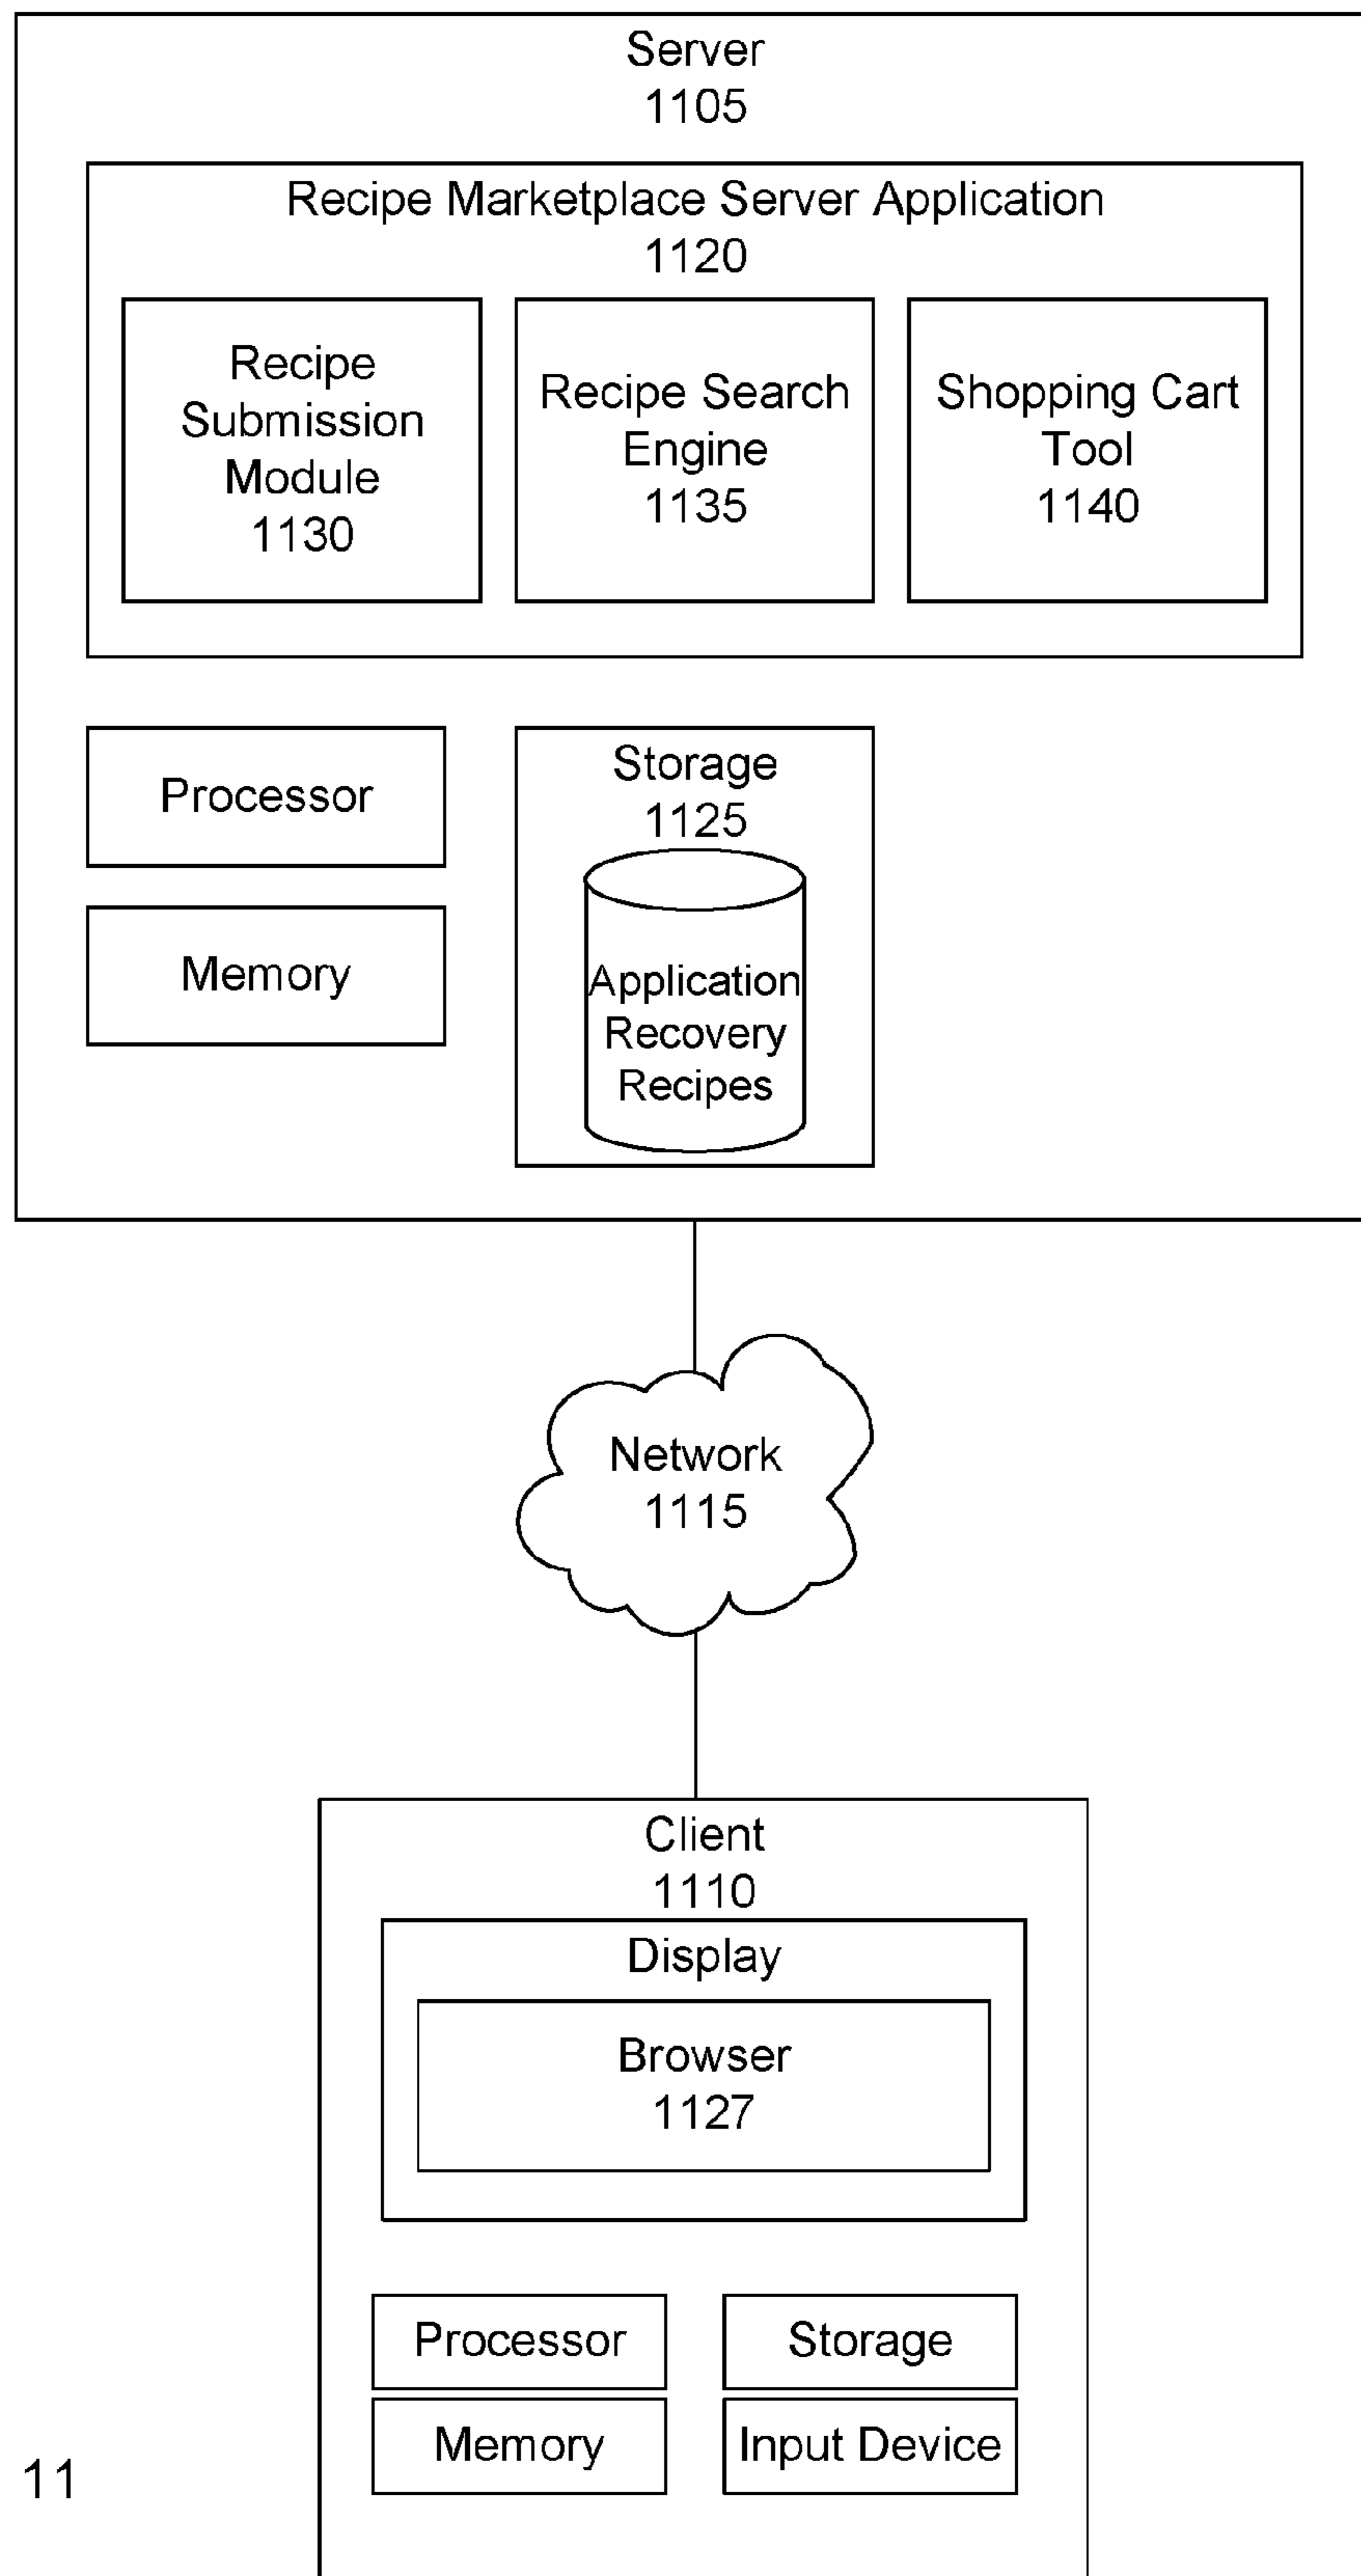 Server
1105
Recipe Marketplace Server Application
1120
Recipe
Submission
Module
1130
Recipe Search
Engine
1135
Shopping Cart
Tool
1140
Processor
Memory
Storage
1125
Application
Recovery
Recipes
Network
1115
Client
1110
Display
Browser
1127
Processor
Storage
Memory
Input Device
11